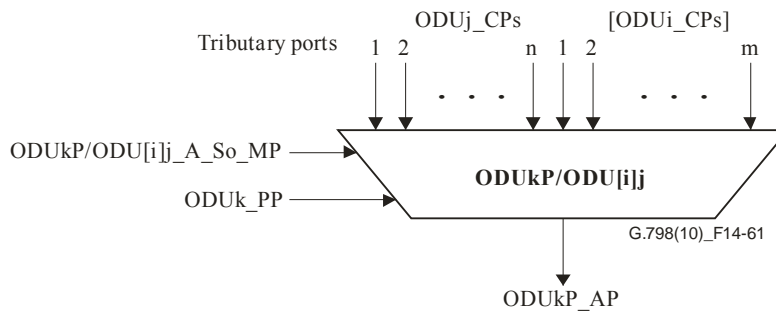 ODUj_CPs [ODUi_CPs]
Tributary ports 1 2 n 1 2 m
. . . . . .
ODUkP/ODU[i]j_A_So_MP
ODUkP/ODU[i]j
ODUk_PP
G.798(10)_F14-61
ODUkP_AP